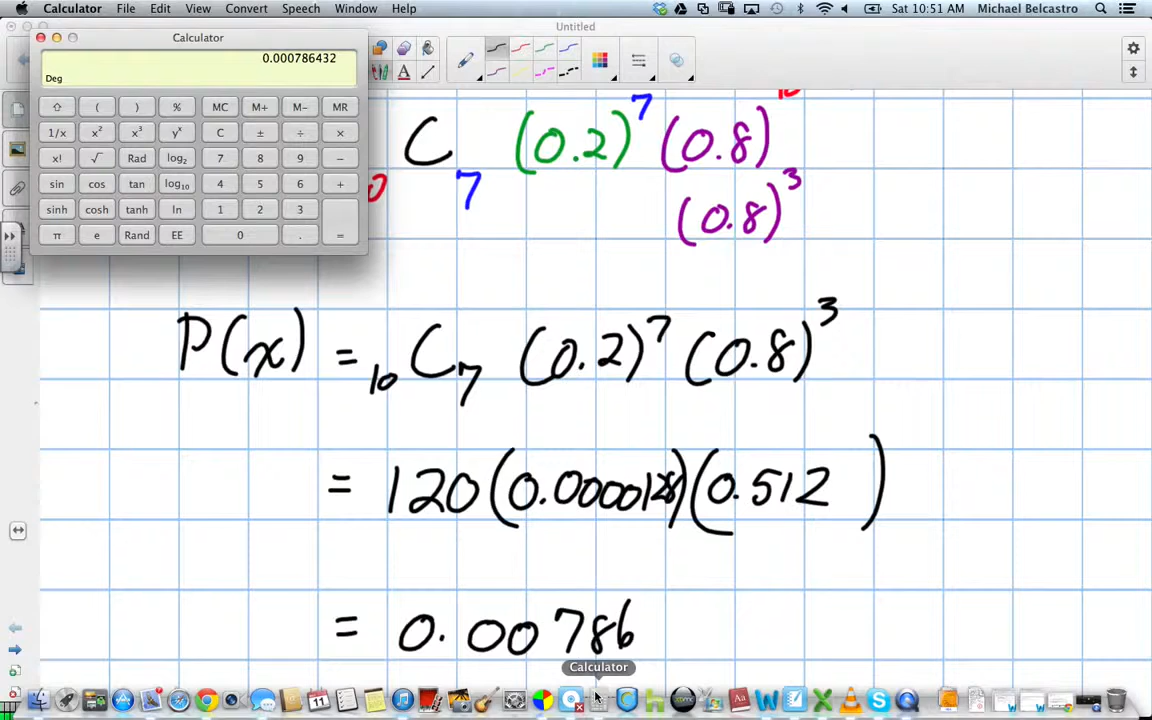 Calculator File Edit View Convert Speech Window Help Sat 10:51 AM Michael Belcastro
Untitled
Calculator
0.000786432
Deg
( ) % MC M+ M- MR
1/x x² x³ yˣ C ± ÷ ×
x! √ Rad log₂ 7 8 9 −
sin cos tan log₁₀ 4 5 6 +
sinh cosh tanh ln 1 2 3
π e Rand EE 0 . =
C₇ (0.2)⁷ (0.8)
(0.8)³
P(x) = ₁₀C₇ (0.2)⁷ (0.8)³
= 120(0.0000128)(0.512 )
= 0.00786
Calculator